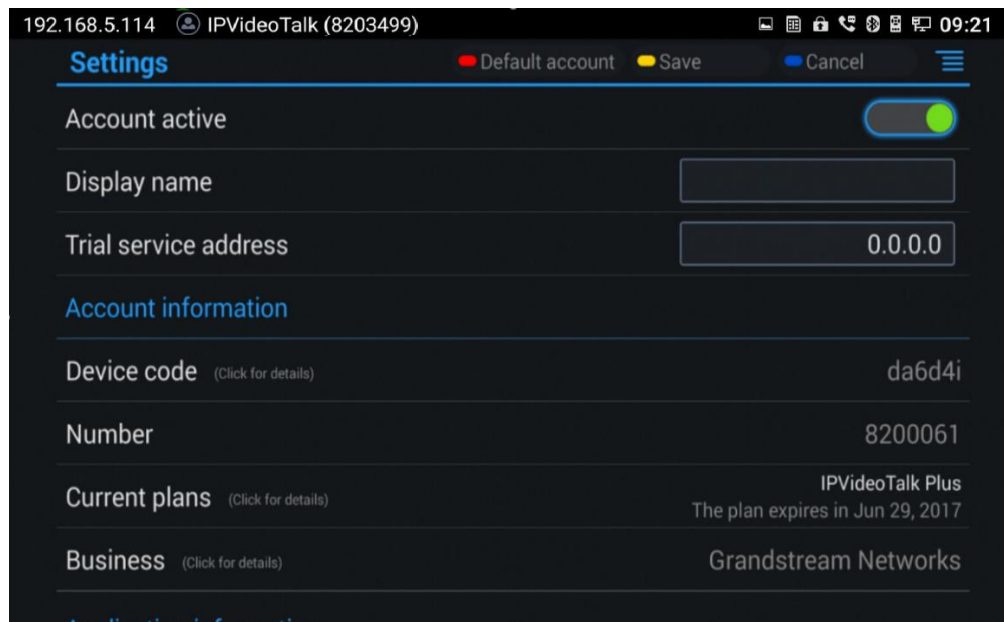 192.168.5.114 IPVideoTalk (8203499) 09:21
Settings Default account Save Cancel
Account active
Display name
Trial service address 0.0.0.0
Account information
Device code (Click for details) da6d4i
Number 8200061
Current plans (Click for details) IPVideoTalk Plus
The plan expires in Jun 29, 2017
Business (Click for details) Grandstream Networks